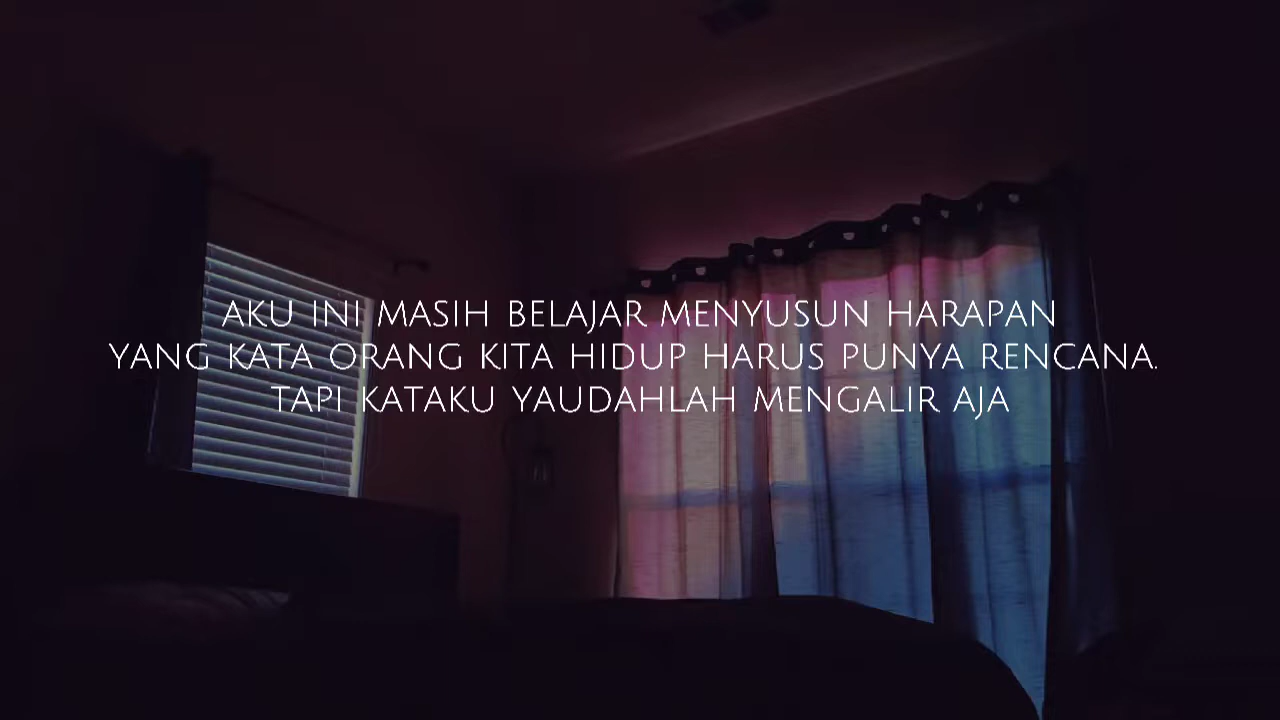 AKU INI MASIH BELAJAR MENYUSUN HARAPAN
YANG KATA ORANG KITA HIDUP HARUS PUNYA RENCANA.
TAPI KATAKU YAUDAHLAH MENGALIR AJA